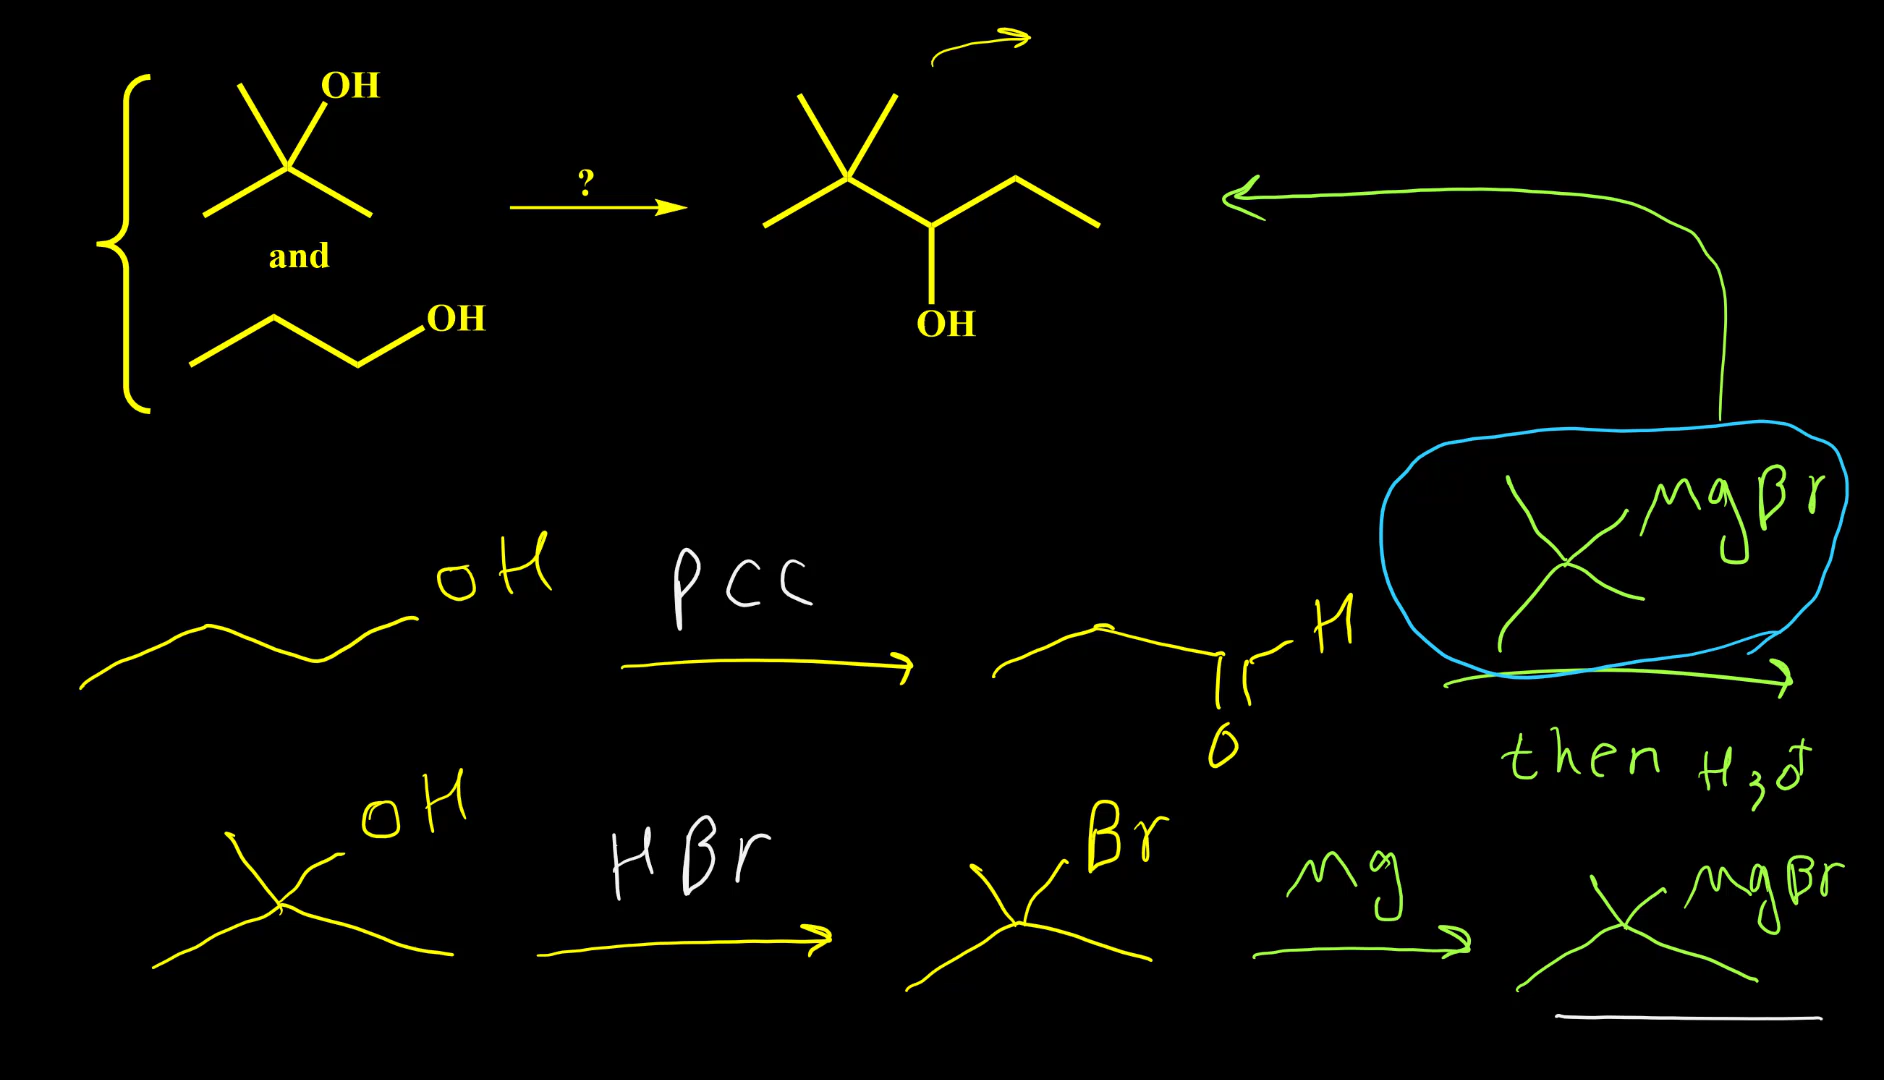 OH
?
and
OH
OH
MgBr
OH
PCC
H
O
then H3O+
OH
HBr
Br
Mg
MgBr